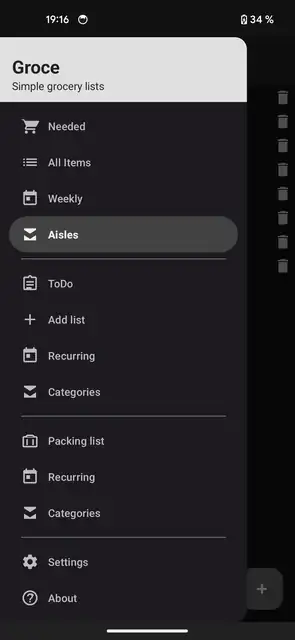 19:16
34 %
Groce
Simple grocery lists
Needed
All Items
Weekly
Aisles
ToDo
Add list
Recurring
Categories
Packing list
Recurring
Categories
Settings
About